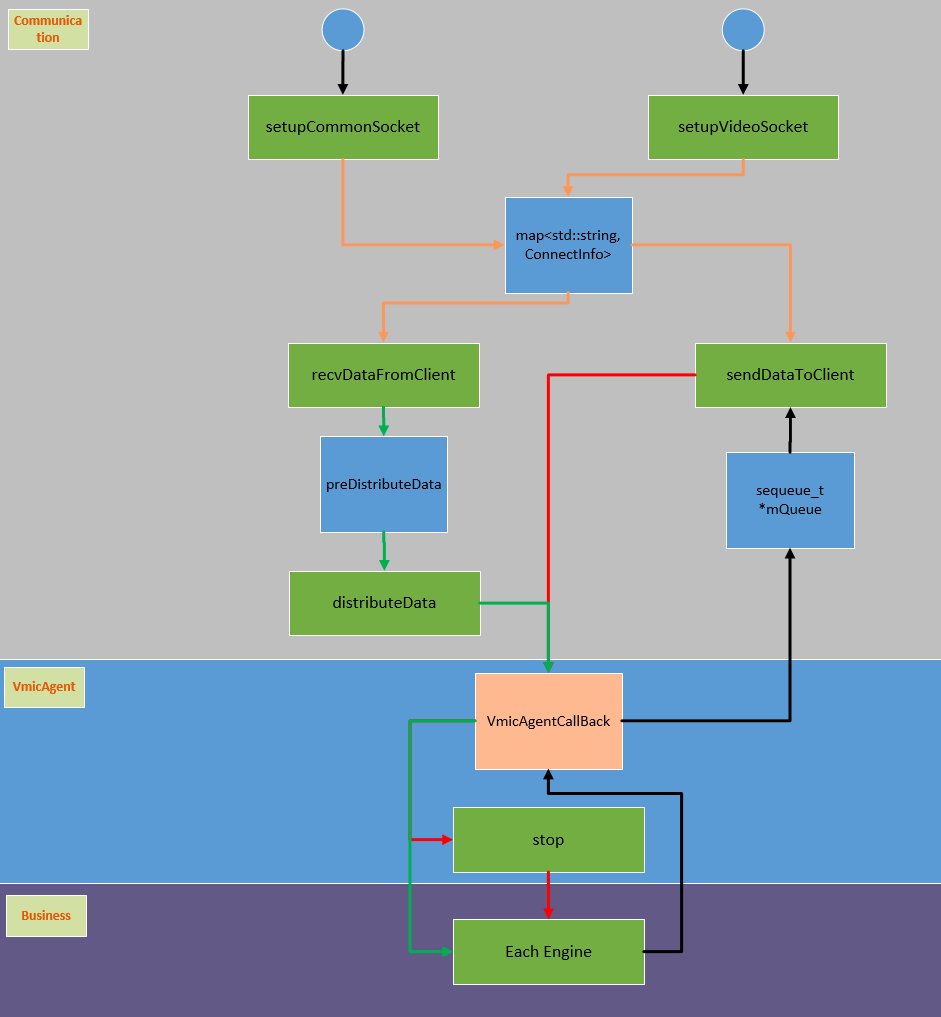 Communica
tion
setupCommonSocket
setupVideoSocket
map<std::string,
ConnectInfo>
recvDataFromClient
sendDataToClient
preDistributeData
sequeue_t
*mQueue
distributeData
VmicAgent
VmicAgentCallBack
stop
Business
Each Engine